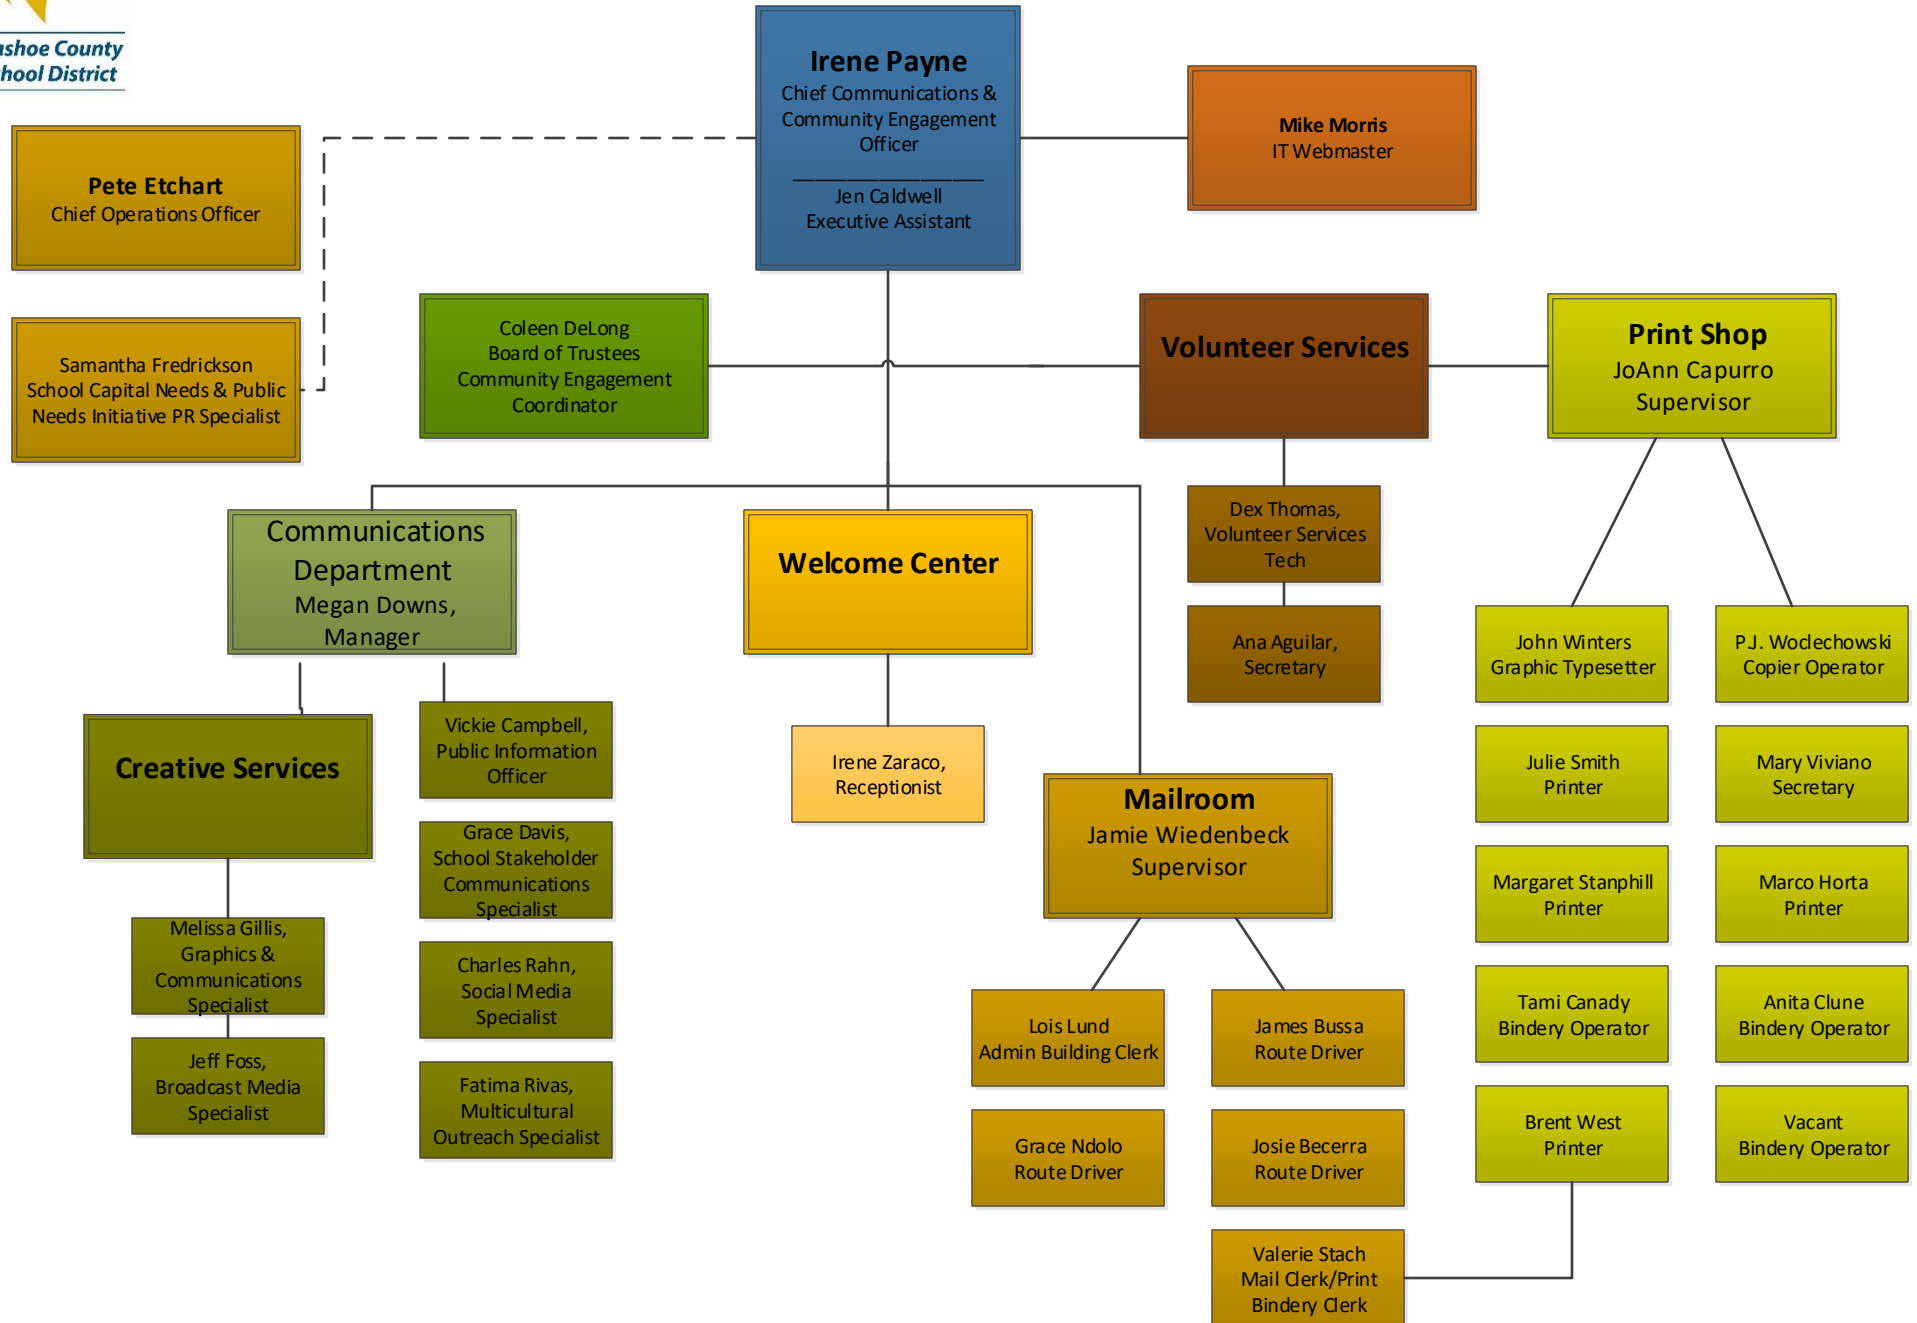 ashoe County
hool District
Irene Payne
Chief Communications &
Community Engagement
Officer
Jen Caldwell
Executive Assistant
Mike Morris
IT Webmaster
Pete Etchart
Chief Operations Officer
Samantha Fredrickson
School Capital Needs & Public
Needs Initiative PR Specialist
Coleen DeLong
Board of Trustees
Community Engagement
Coordinator
Volunteer Services
Print Shop
JoAnn Capurro
Supervisor
Communications
Department
Megan Downs,
Manager
Welcome Center
Dex Thomas,
Volunteer Services
Tech
Ana Aguilar,
Secretary
John Winters
Graphic Typesetter
P.J. Woclechowski
Copier Operator
Creative Services
Vickie Campbell,
Public Information
Officer
Irene Zaraco,
Receptionist
Julie Smith
Printer
Mary Viviano
Secretary
Mailroom
Jamie Wiedenbeck
Supervisor
Grace Davis,
School Stakeholder
Communications
Specialist
Margaret Stanphill
Printer
Marco Horta
Printer
Melissa Gillis,
Graphics &
Communications
Specialist
Charles Rahn,
Social Media
Specialist
Lois Lund
Admin Building Clerk
James Bussa
Route Driver
Tami Canady
Bindery Operator
Anita Clune
Bindery Operator
Jeff Foss,
Broadcast Media
Specialist
Fatima Rivas,
Multicultural
Outreach Specialist
Grace Ndolo
Route Driver
Josie Becerra
Route Driver
Brent West
Printer
Vacant
Bindery Operator
Valerie Stach
Mail Clerk/Print
Bindery Clerk